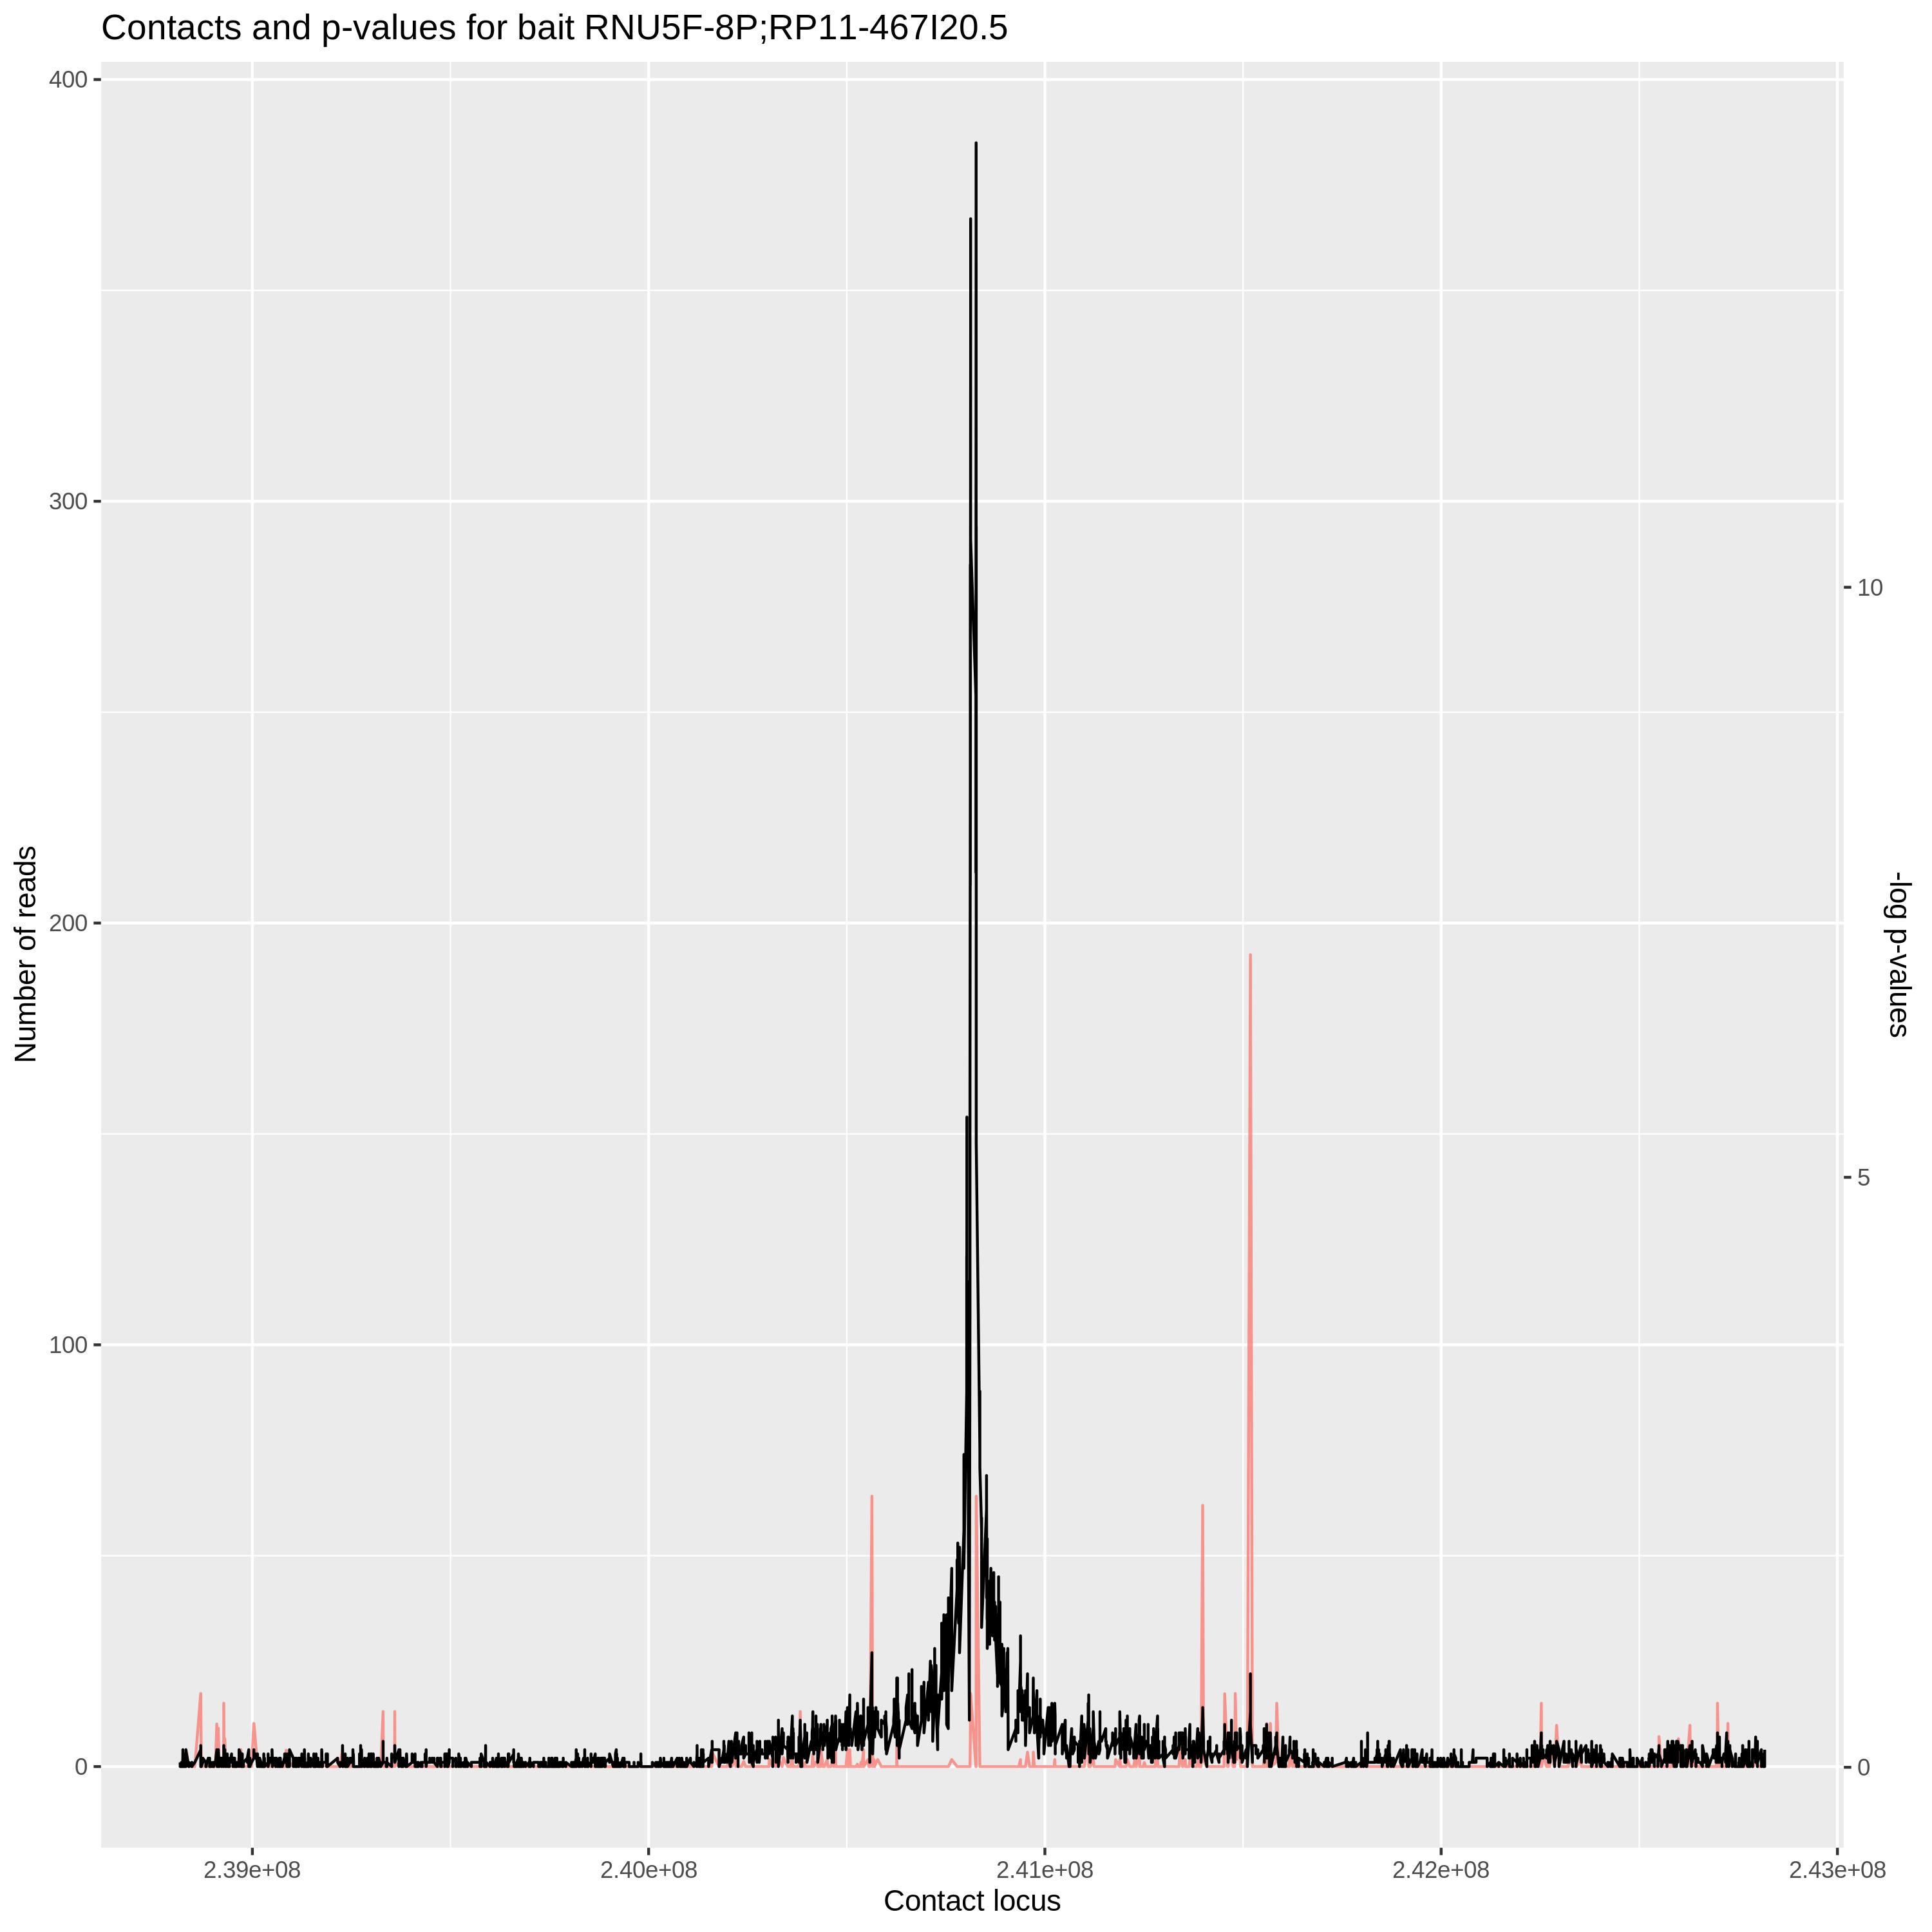 Contacts and p-values for bait RNU5F-8P;RP11-467I20.5
400
300
200
100
0
Number of reads
10
5
0
-log p-values
2.39e+08
2.40e+08
2.41e+08
2.42e+08
2.43e+08
Contact locus